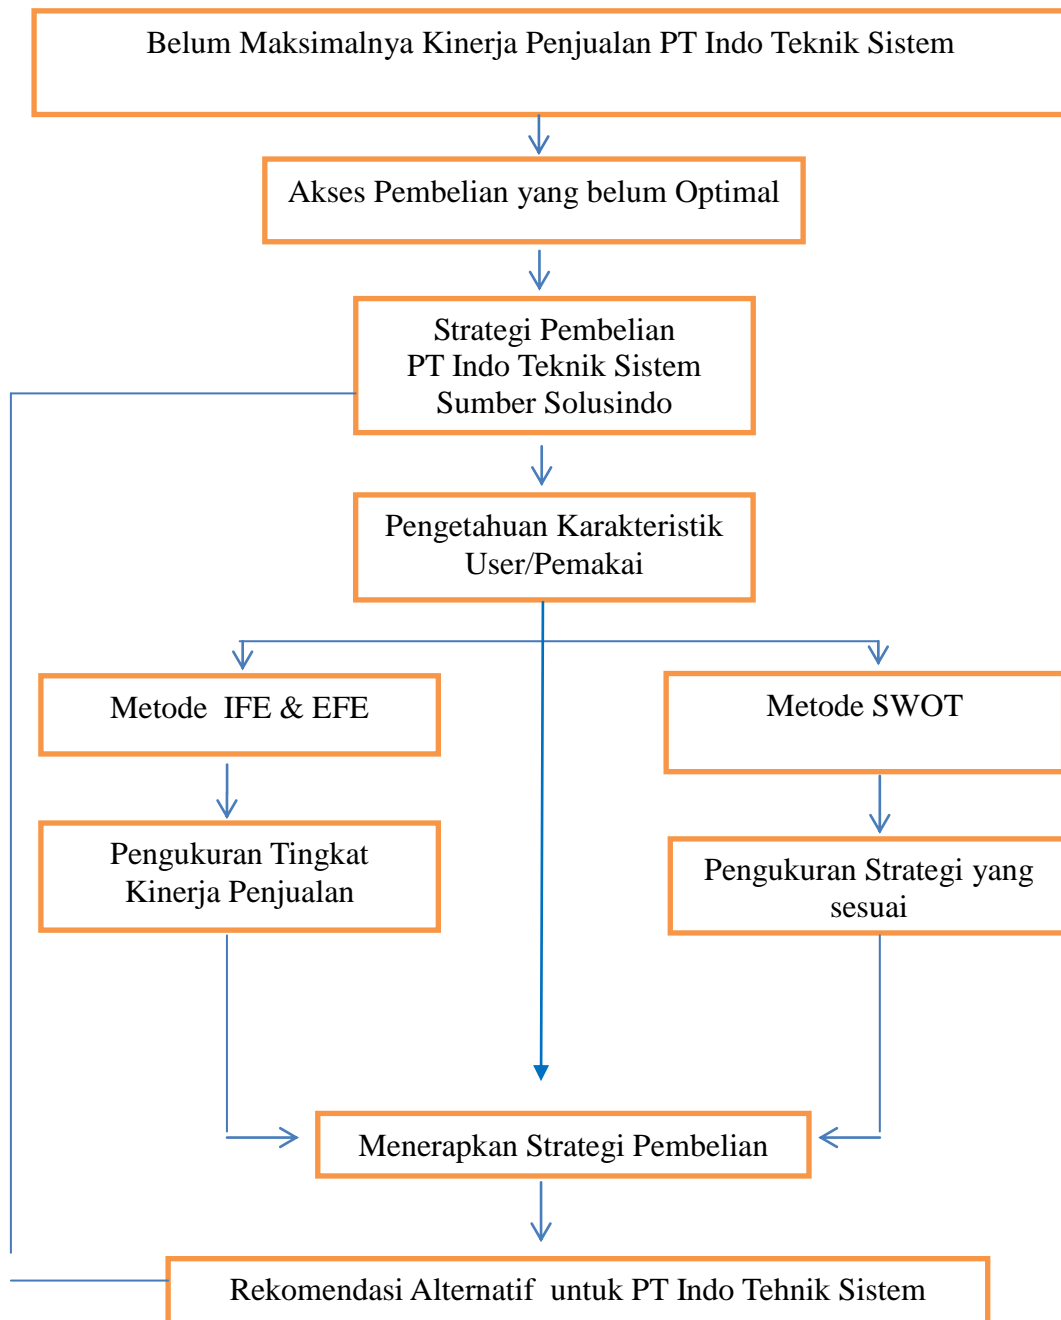 Belum Maksimalnya Kinerja Penjualan PT Indo Teknik Sistem
Akses Pembelian yang belum Optimal
Strategi Pembelian
PT Indo Teknik Sistem
Sumber Solusindo
Pengetahuan Karakteristik
User/Pemakai
Metode IFE & EFE
Metode SWOT
Pengukuran Tingkat
Kinerja Penjualan
Pengukuran Strategi yang
sesuai
Menerapkan Strategi Pembelian
Rekomendasi Alternatif untuk PT Indo Tehnik Sistem